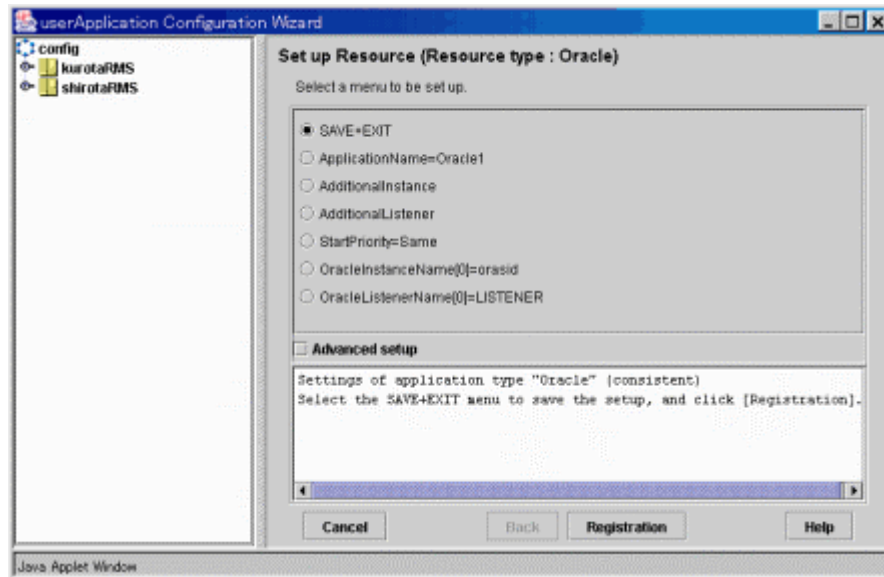 userApplication Configuration Wizard
config
kurotaRMS
shirotaRMS
Set up Resource (Resource type : Oracle)
Select a menu to be set up.
SAVE+EXIT
ApplicationName=Oracle1
AdditionalInstance
AdditionalListener
StartPriority=Same
OracleInstanceName[0]=orasid
OracleListenerName[0]=LISTENER
Advanced setup
Settings of application type "Oracle" (consistent)
Select the SAVE+EXIT menu to save the setup, and click [Registration].
Cancel
Back
Registration
Help
Java Applet Window